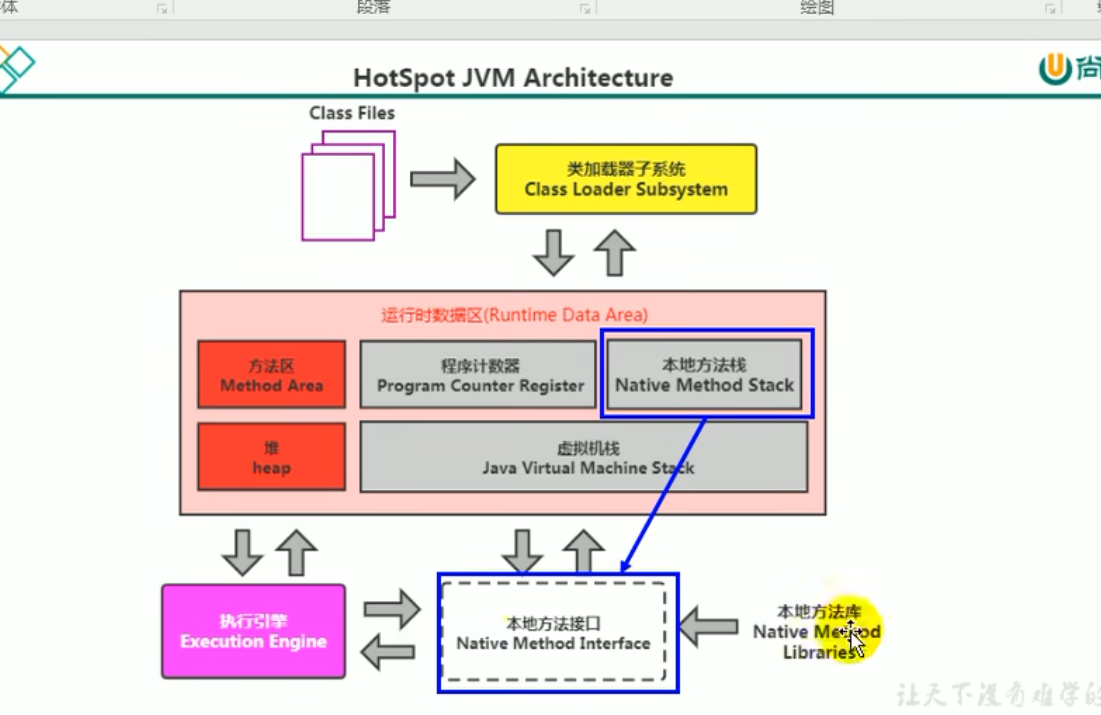 体
段落
绘图
HotSpot JVM Architecture
尚
Class Files
类加载器子系统
Class Loader Subsystem
运行时数据区(Runtime Data Area)
方法区
Method Area
程序计数器
Program Counter Register
本地方法栈
Native Method Stack
堆
heap
虚拟机栈
Java Virtual Machine Stack
执行引擎
Execution Engine
本地方法接口
Native Method Interface
本地方法库
Native Method
Libraries
让天下没有难学的